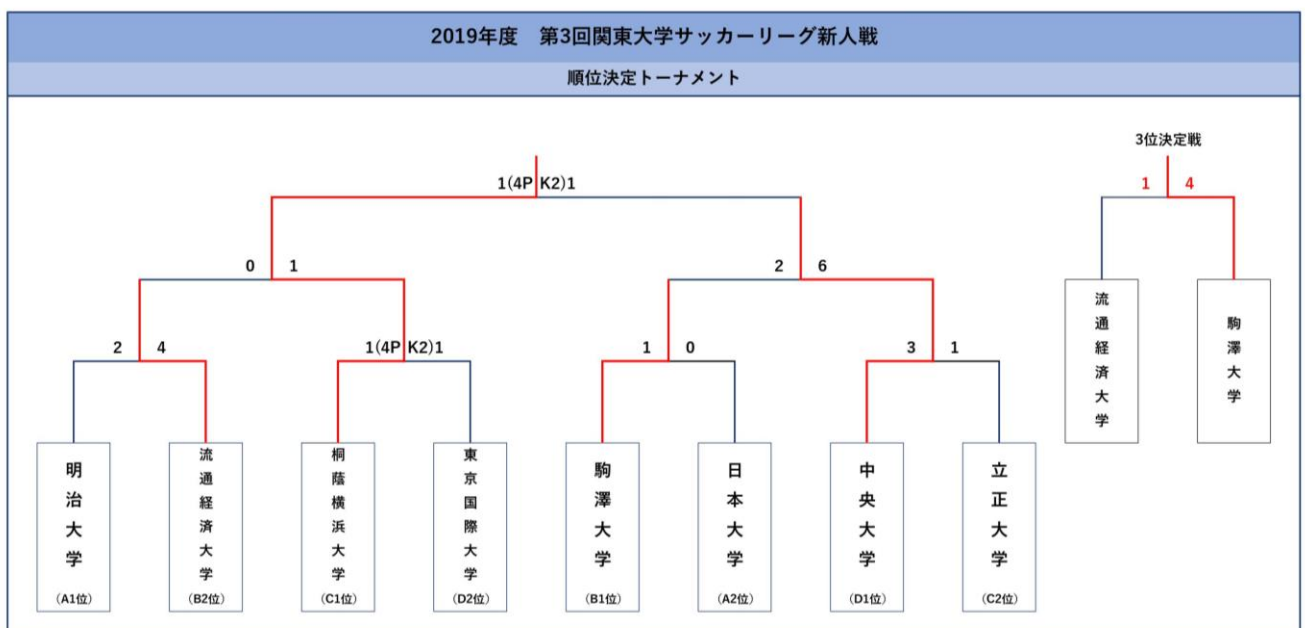 2019年度　第3回関東大学サッカーリーグ新人戦
順位決定トーナメント
3位決定戦
1(4P K2)1
1 4
0 1
2 6
2 4
1(4P K2)1
1 0
3 1
流通経済大学
駒澤大学
明治大学
(A1位)
流通経済大学
(B2位)
桐蔭横浜大学
(C1位)
東京国際大学
(D2位)
駒澤大学
(B1位)
日本大学
(A2位)
中央大学
(D1位)
立正大学
(C2位)